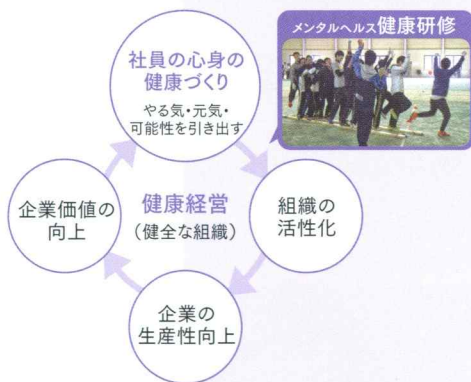 メンタルヘルス健康研修
社員の心身の
健康づくり
やる気・元気・
可能性を引き出す
企業価値の
向上
健康経営
(健全な組織)
組織の
活性化
企業の
生産性向上